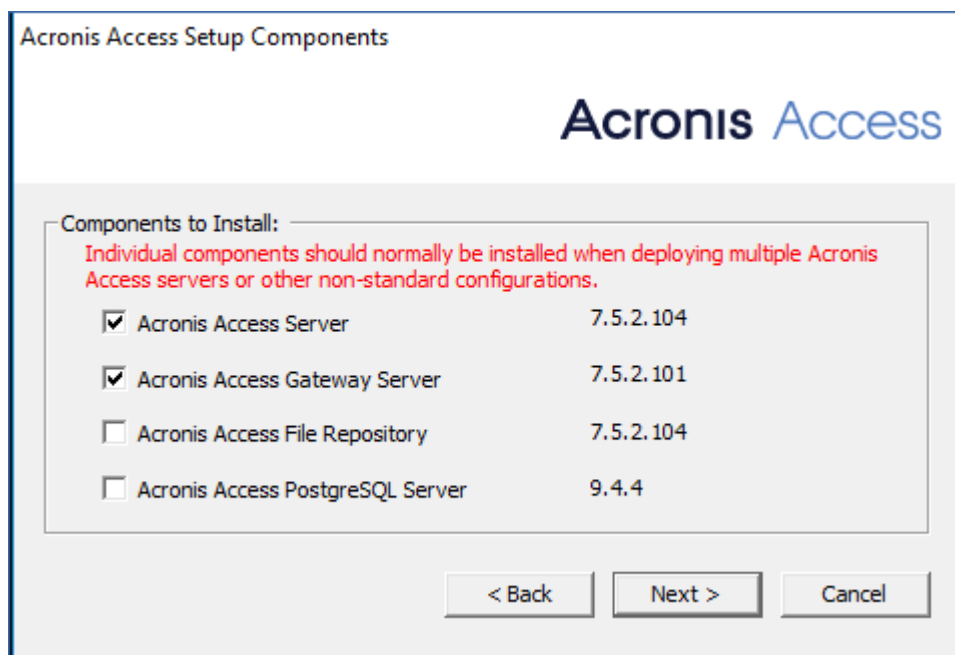 Acronis Access Setup Components
Acronis Access
Components to Install:
Individual components should normally be installed when deploying multiple Acronis
Access servers or other non-standard configurations.
Acronis Access Server 7.5.2.104
Acronis Access Gateway Server 7.5.2.101
Acronis Access File Repository 7.5.2.104
Acronis Access PostgreSQL Server 9.4.4
< Back Next > Cancel